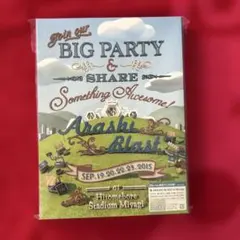 Join our
BIG PARTY
&
SHARE
Something Awesome!
Arashi
Blast
SEP. 19. 20. 22. 23. 2015
at
Hitomebore
Stadium Miyagi